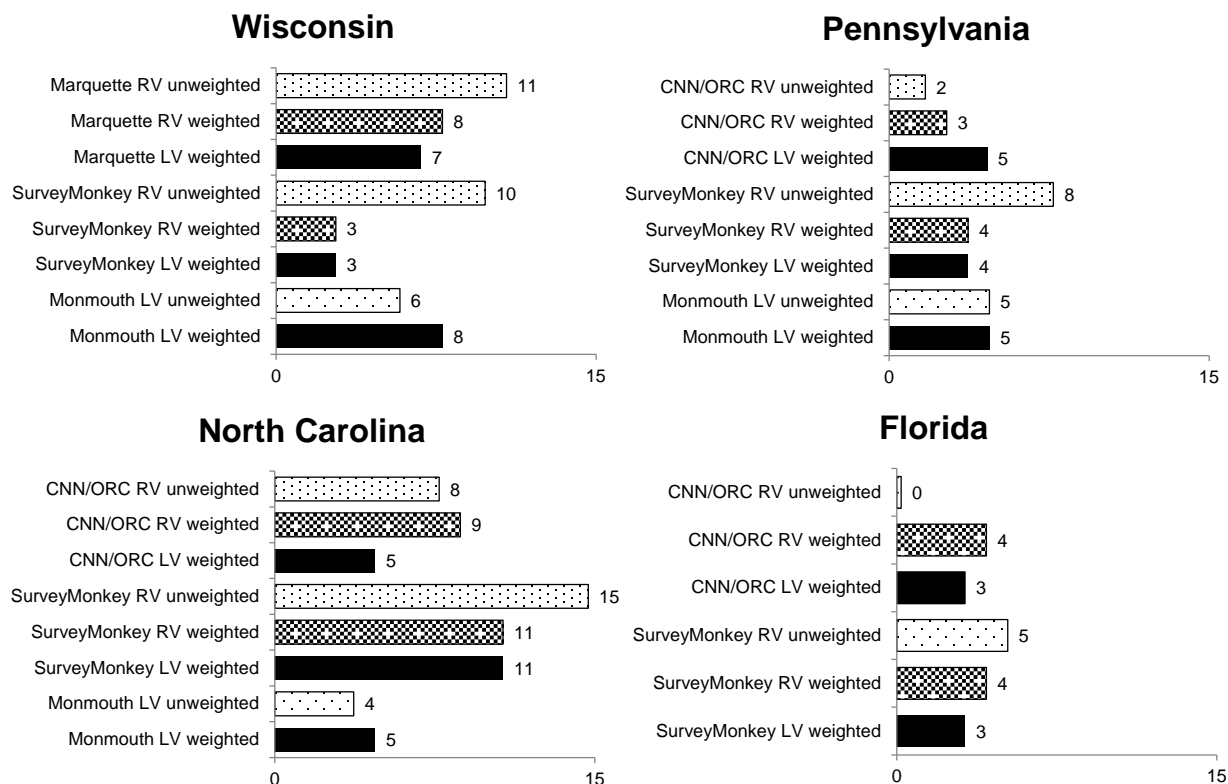 Wisconsin
Marquette RV unweighted 11
Marquette RV weighted 8
Marquette LV weighted 7
SurveyMonkey RV unweighted 10
SurveyMonkey RV weighted 3
SurveyMonkey LV weighted 3
Monmouth LV unweighted 6
Monmouth LV weighted 8
0 15
Pennsylvania
CNN/ORC RV unweighted 2
CNN/ORC RV weighted 3
CNN/ORC LV weighted 5
SurveyMonkey RV unweighted 8
SurveyMonkey RV weighted 4
SurveyMonkey LV weighted 4
Monmouth LV unweighted 5
Monmouth LV weighted 5
0 15
North Carolina
CNN/ORC RV unweighted 8
CNN/ORC RV weighted 9
CNN/ORC LV weighted 5
SurveyMonkey RV unweighted 15
SurveyMonkey RV weighted 11
SurveyMonkey LV weighted 11
Monmouth LV unweighted 4
Monmouth LV weighted 5
0 15
Florida
CNN/ORC RV unweighted 0
CNN/ORC RV weighted 4
CNN/ORC LV weighted 3
SurveyMonkey RV unweighted 5
SurveyMonkey RV weighted 4
SurveyMonkey LV weighted 3
0 15